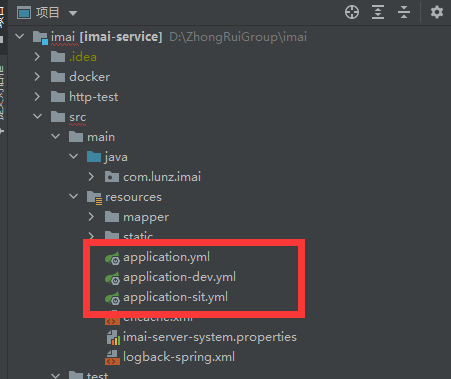 项目
imai [imai-service] D:\ZhongRuiGroup\imai
.idea
docker
http-test
src
main
java
com.lunz.imai
resources
mapper
static
application.yml
application-dev.yml
application-sit.yml
ehcache.xml
imai-server-system.properties
logback-spring.xml
test